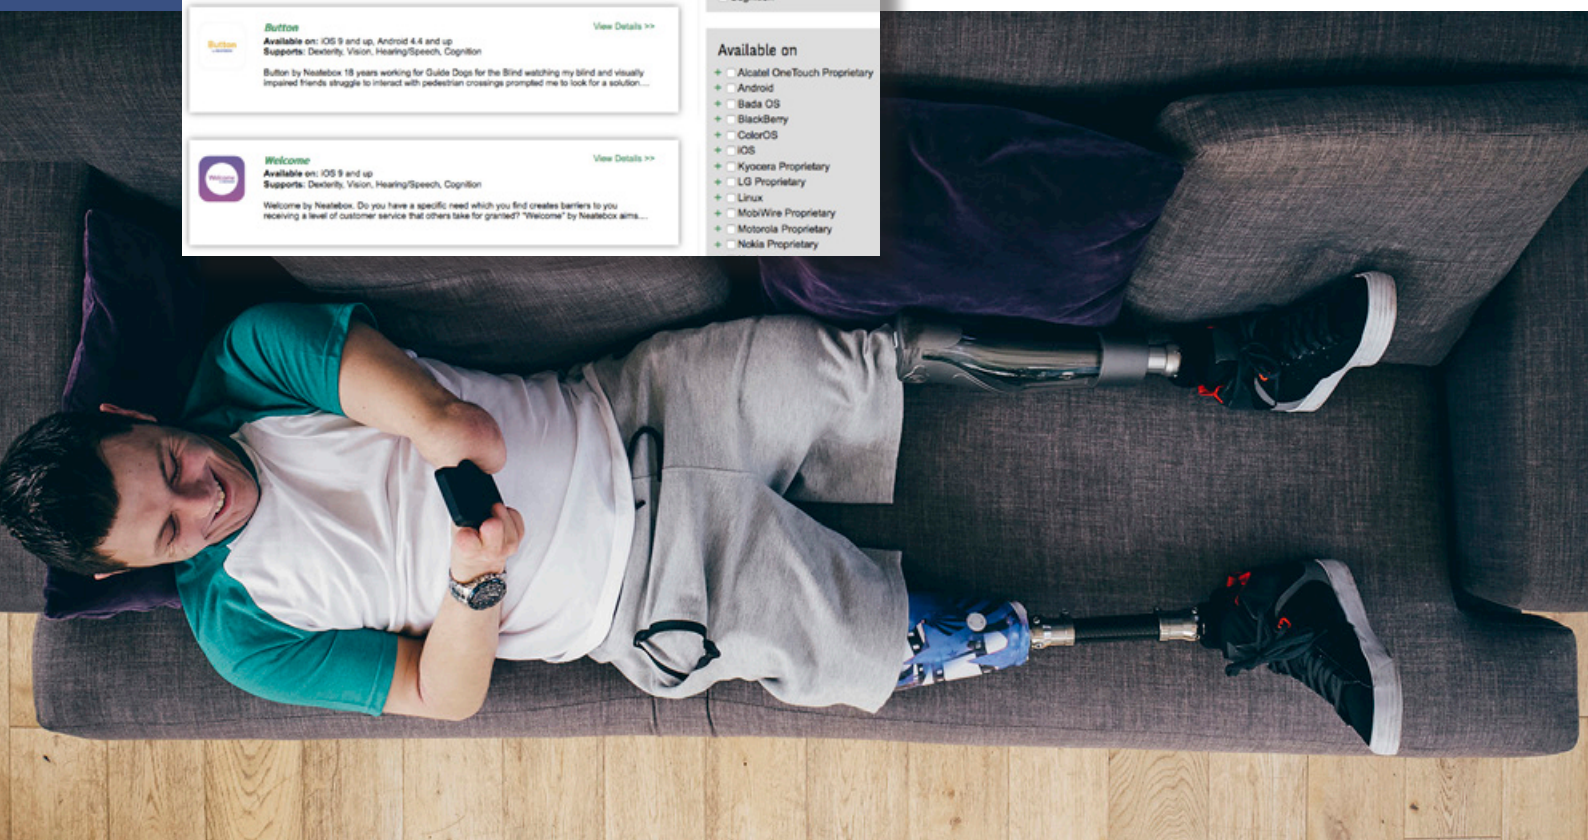 Button
View Details >>
Available on: iOS 9 and up, Android 4.4 and up
Supports: Dexterity, Vision, Hearing/Speech, Cognition
Button by Neatebox 18 years working for Guide Dogs for the Blind watching my blind and visually
impaired friends struggle to interact with pedestrian crossings prompted me to look for a solution....
Button
Welcome
View Details >>
Available on: iOS 9 and up
Supports: Dexterity, Vision, Hearing/Speech, Cognition
Welcome by Neatebox. Do you have a specific need which you find creates barriers to you
receiving a level of customer service that others take for granted? "Welcome" by Neatebox aims....
Welcome
Available on
+ Alcatel OneTouch Proprietary
+ Android
+ Bada OS
+ BlackBerry
+ ColorOS
+ iOS
+ Kyocera Proprietary
+ LG Proprietary
+ Linux
+ MobiWire Proprietary
+ Motorola Proprietary
+ Nokia Proprietary